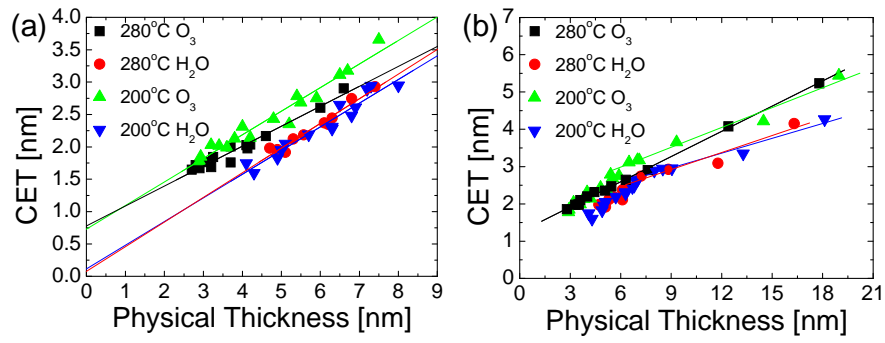 (a)
4.0
3.5
3.0
2.5
2.0
1.5
1.0
0.5
0.0
CET [nm]
280°C O3
280°C H2O
200°C O3
200°C H2O
0 1 2 3 4 5 6 7 8 9
Physical Thickness [nm]
(b)
7
6
5
4
3
2
1
0
CET [nm]
280°C O3
280°C H2O
200°C O3
200°C H2O
0 3 6 9 12 15 18 21
Physical Thickness [nm]